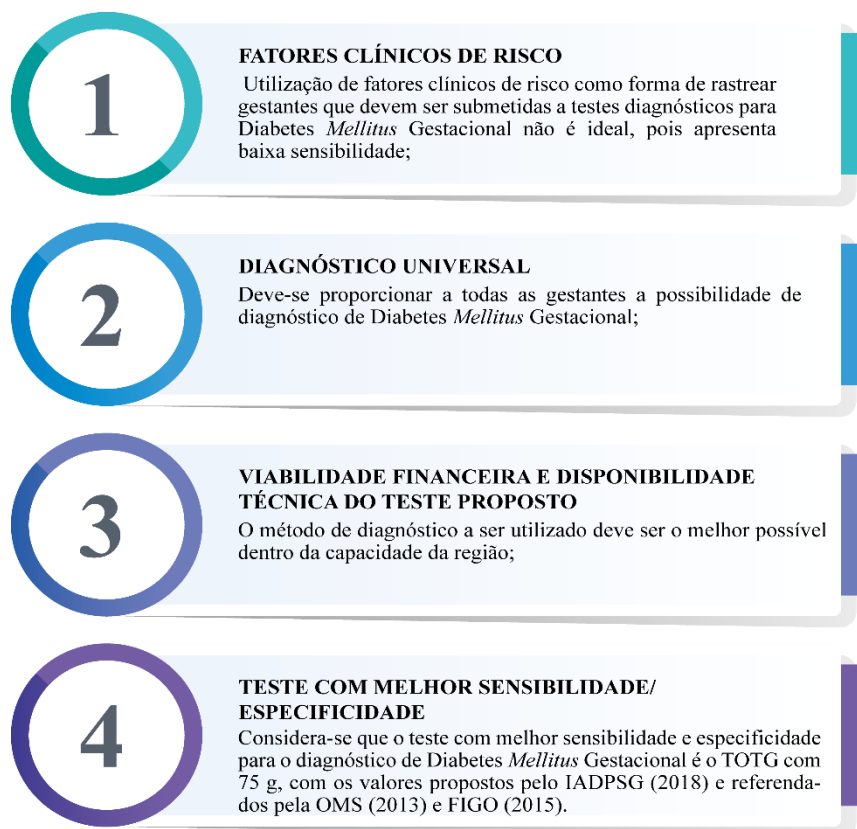 1
FATORES CLÍNICOS DE RISCO
Utilização de fatores clínicos de risco como forma de rastrear
gestantes que devem ser submetidas a testes diagnósticos para
Diabetes Mellitus Gestacional não é ideal, pois apresenta
baixa sensibilidade;
2
DIAGNÓSTICO UNIVERSAL
Deve-se proporcionar a todas as gestantes a possibilidade de
diagnóstico de Diabetes Mellitus Gestacional;
3
VIABILIDADE FINANCEIRA E DISPONIBILIDADE
TÉCNICA DO TESTE PROPOSTO
O método de diagnóstico a ser utilizado deve ser o melhor possível
dentro da capacidade da região;
4
TESTE COM MELHOR SENSIBILIDADE/
ESPECIFICIDADE
Considera-se que o teste com melhor sensibilidade e especificidade
para o diagnóstico de Diabetes Mellitus Gestacional é o TOTG com
75 g, com os valores propostos pelo IADPSG (2018) e referenda-
dos pela OMS (2013) e FIGO (2015).